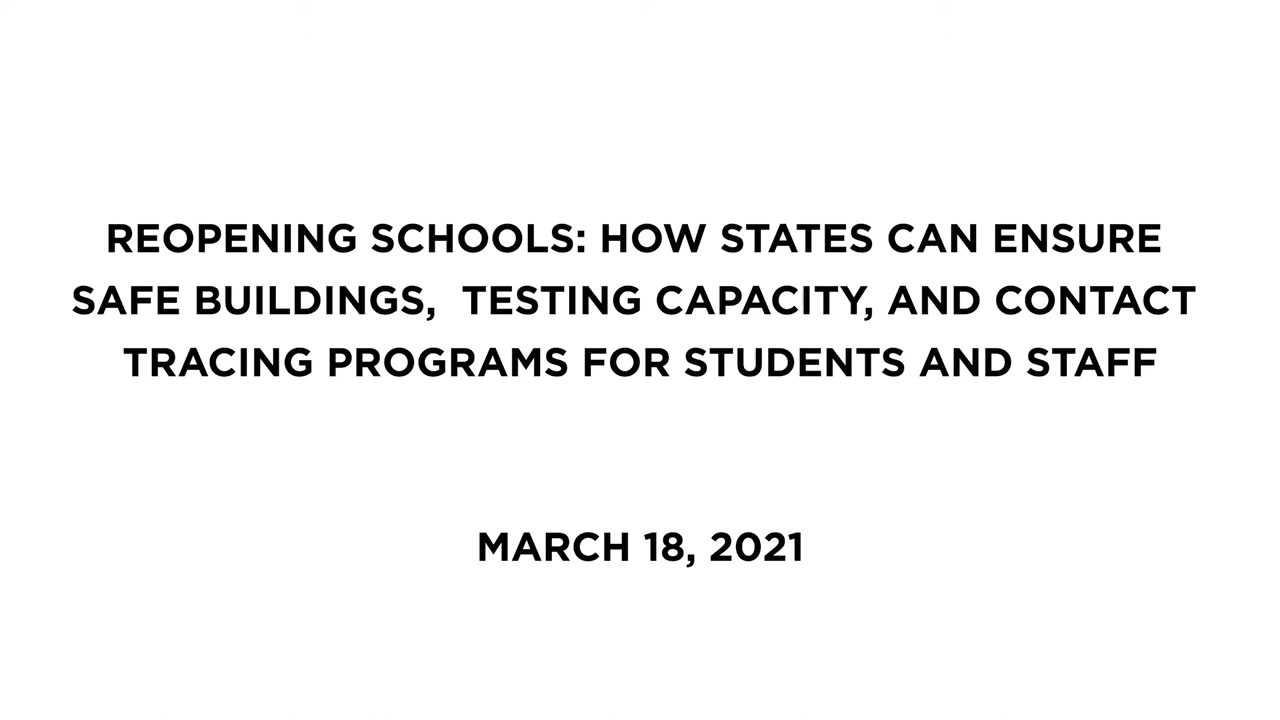 REOPENING SCHOOLS: HOW STATES CAN ENSURE
SAFE BUILDINGS,  TESTING CAPACITY, AND CONTACT
TRACING PROGRAMS FOR STUDENTS AND STAFF
MARCH 18, 2021